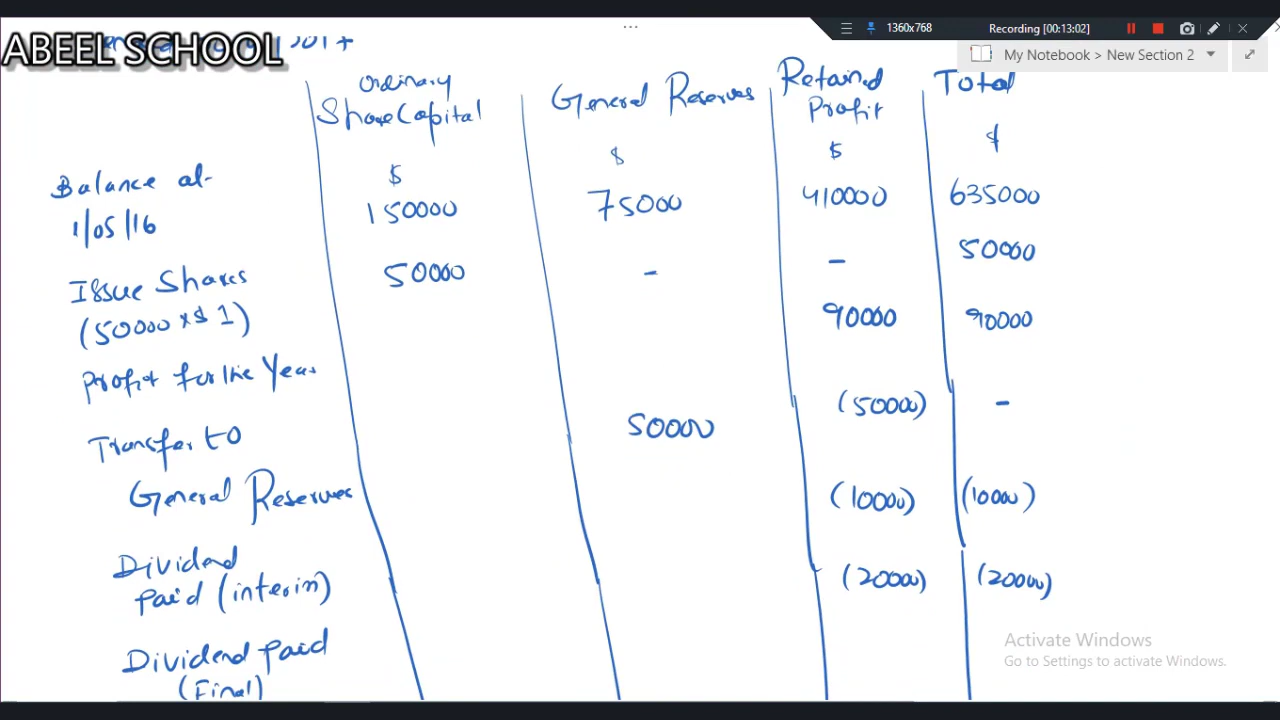 1360x768
Recording [00:13:02]
ABEEL SCHOOL
My Notebook > New Section 2
Ordinary Share Capital
General Reserves
Retained Profit
Total
$ $ $ $
Balance at 1/05/16
150000 75000 410000 635000
Issue Shares (50000 x $ 1)
50000 - - 50000
Profit for the Year
90000 90000
Transfer to General Reserves
50000 (50000) -
Dividend paid (interim)
(10000) (10000)
Dividend paid (Final)
(20000) (20000)
Activate Windows
Go to Settings to activate Windows.